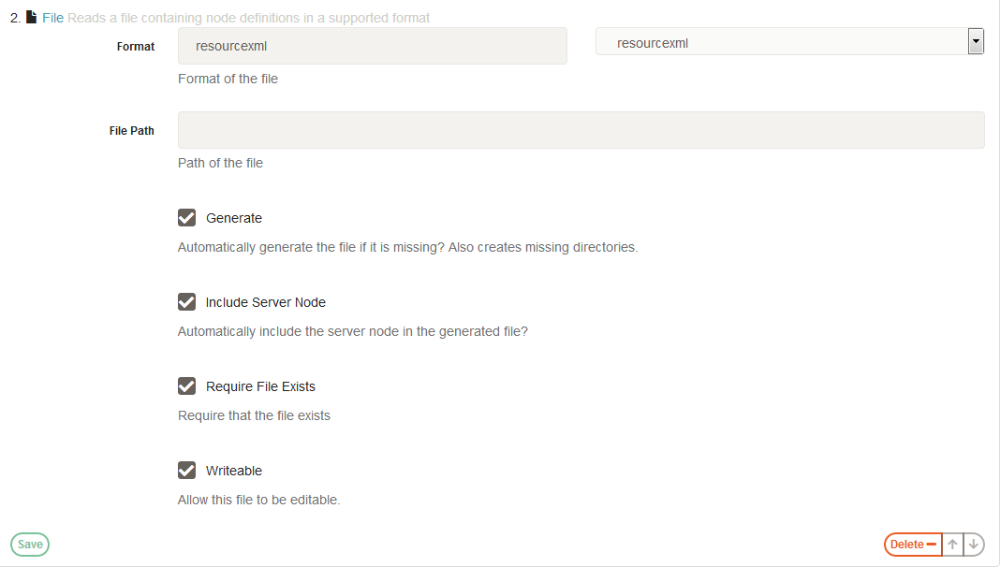 2. File Reads a file containing node definitions in a supported format
Format resourcexml resourcexml
Format of the file
File Path
Path of the file
Generate
Automatically generate the file if it is missing? Also creates missing directories.
Include Server Node
Automatically include the server node in the generated file?
Require File Exists
Require that the file exists
Writeable
Allow this file to be editable.
Save Delete